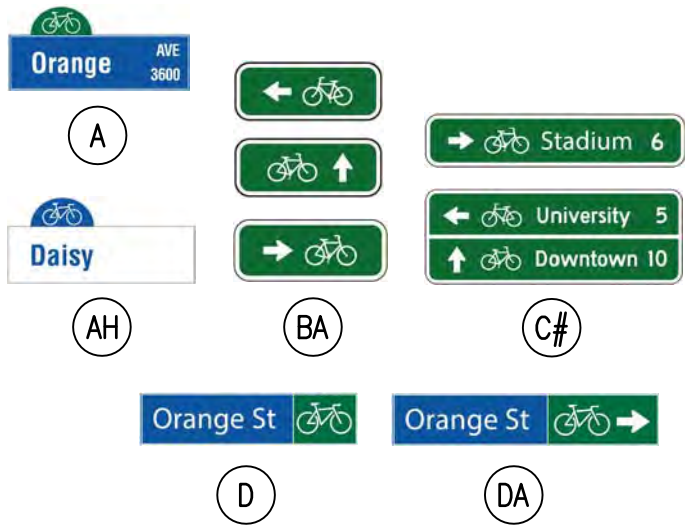 Orange AVE
3600
A
Stadium 6
University 5
Downtown 10
Daisy
AH
BA
C#
Orange St
Orange St
D
DA